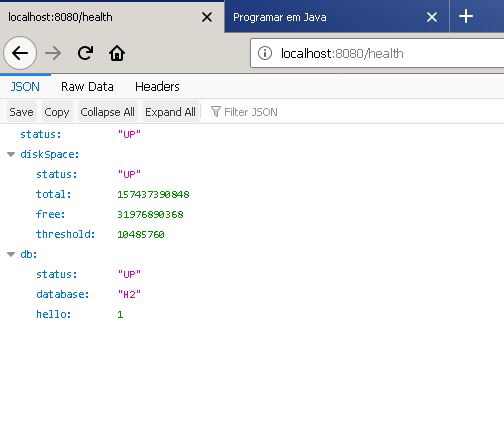 localhost:8080/health
Programar em Java
localhost:8080/health
JSON Raw Data Headers
Save Copy Collapse All Expand All Filter JSON
status: "UP"
diskSpace:
status: "UP"
total: 157437390848
free: 31976890368
threshold: 10485760
db:
status: "UP"
database: "H2"
hello: 1